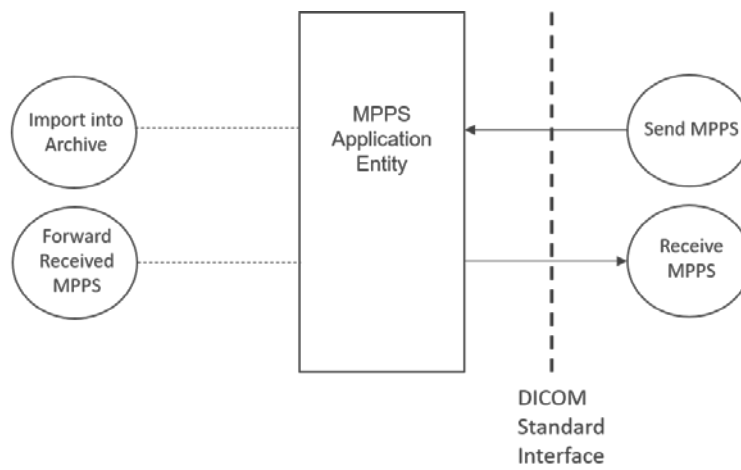 Import into
Archive
Forward
Received
MPPS
MPPS
Application
Entity
Send MPPS
Receive
MPPS
DICOM
Standard
Interface